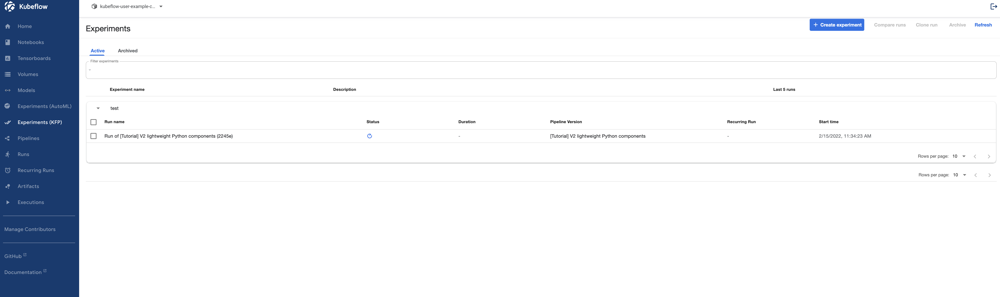 Kubeflow
kubeflow-user-example-c...
Home
Notebooks
Tensorboards
Volumes
Models
Experiments (AutoML)
Experiments (KFP)
Pipelines
Runs
Recurring Runs
Artifacts
Executions
Manage Contributors
GitHub
Documentation
Experiments
+ Create experiment Compare runs Clone run Archive Refresh
Active Archived
Filter experiments
Experiment name Description Last 5 runs
test
Run name Status Duration Pipeline Version Recurring Run Start time
Run of [Tutorial] V2 lightweight Python components (2245e) - [Tutorial] V2 lightweight Python components - 2/15/2022, 11:34:23 AM
Rows per page: 10
Rows per page: 10